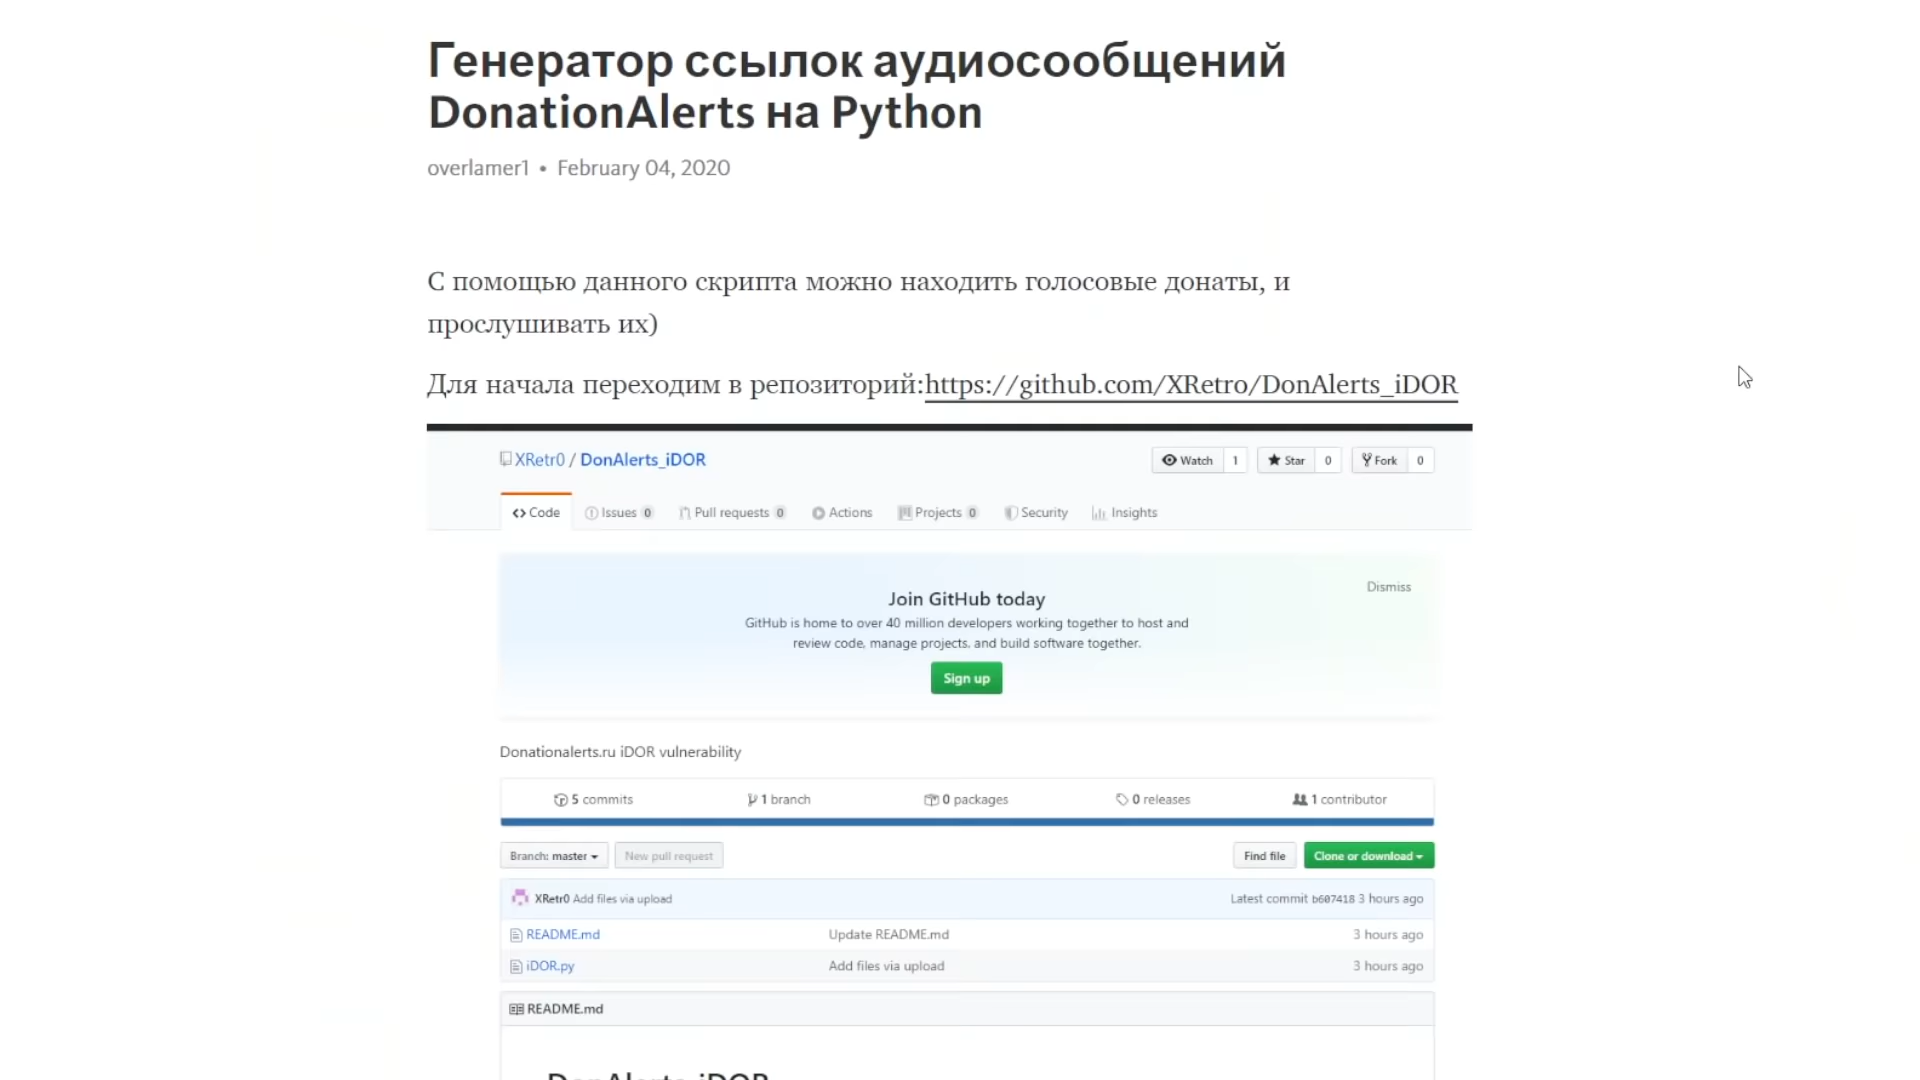 Генератор ссылок аудиосообщений
DonationAlerts на Python
overlamer1 • February 04, 2020
С помощью данного скрипта можно находить голосовые донаты, и
прослушивать их)
Для начала переходим в репозиторий:https://github.com/XRetro/DonAlerts_iDOR
XRetr0 / DonAlerts_iDOR
Watch 1 Star 0 Fork 0
Code Issues 0 Pull requests 0 Actions Projects 0 Security Insights
Dismiss
Join GitHub today
GitHub is home to over 40 million developers working together to host and
review code, manage projects, and build software together.
Sign up
Donationalerts.ru iDOR vulnerability
5 commits 1 branch 0 packages 0 releases 1 contributor
Branch: master New pull request Find file Clone or download
XRetr0 Add files via upload Latest commit b607418 3 hours ago
README.md Update README.md 3 hours ago
iDOR.py Add files via upload 3 hours ago
README.md
DonAlerts_iDOR